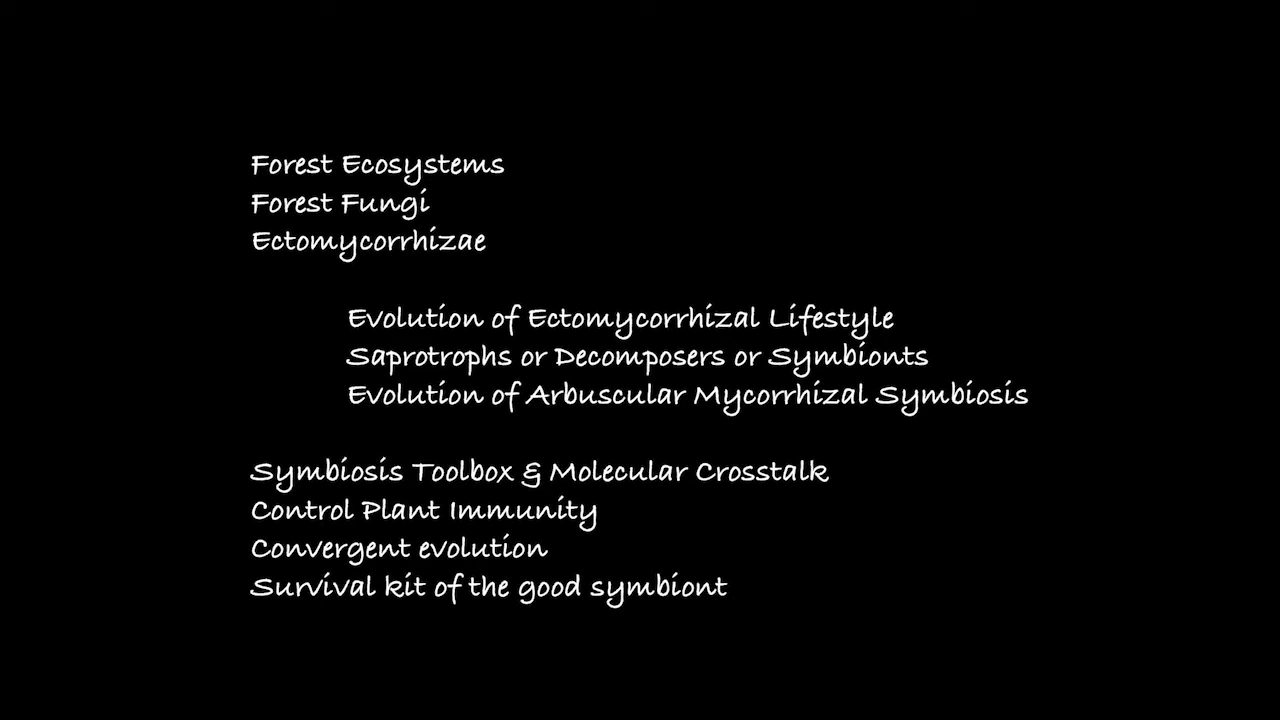 Forest Ecosystems
Forest Fungi
Ectomycorrhizae
Evolution of Ectomycorrhizal Lifestyle
Saprotrophs or Decomposers or Symbionts
Evolution of Arbuscular Mycorrhizal Symbiosis
Symbiosis Toolbox & Molecular Crosstalk
Control Plant Immunity
Convergent evolution
Survival kit of the good symbiont